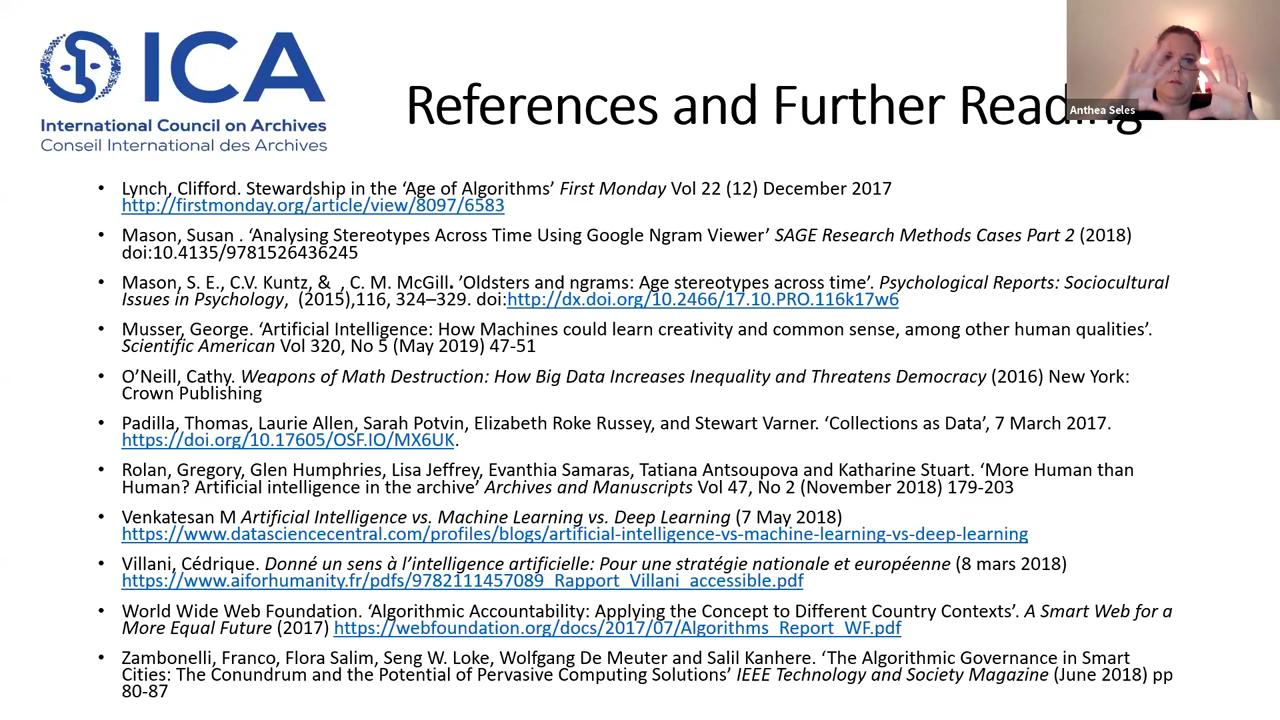 ICA
International Council on Archives
Conseil International des Archives
References and Further Reading
Anthea Seles
• Lynch, Clifford. Stewardship in the ‘Age of Algorithms’ First Monday Vol 22 (12) December 2017
http://firstmonday.org/article/view/8097/6583
• Mason, Susan . ‘Analysing Stereotypes Across Time Using Google Ngram Viewer’ SAGE Research Methods Cases Part 2 (2018)
doi:10.4135/9781526436245
• Mason, S. E., C.V. Kuntz, & , C. M. McGill. ’Oldsters and ngrams: Age stereotypes across time’. Psychological Reports: Sociocultural
Issues in Psychology, (2015),116, 324–329. doi:http://dx.doi.org/10.2466/17.10.PRO.116k17w6
• Musser, George. ‘Artificial Intelligence: How Machines could learn creativity and common sense, among other human qualities’.
Scientific American Vol 320, No 5 (May 2019) 47-51
• O’Neill, Cathy. Weapons of Math Destruction: How Big Data Increases Inequality and Threatens Democracy (2016) New York:
Crown Publishing
• Padilla, Thomas, Laurie Allen, Sarah Potvin, Elizabeth Roke Russey, and Stewart Varner. ‘Collections as Data’, 7 March 2017.
https://doi.org/10.17605/OSF.IO/MX6UK.
• Rolan, Gregory, Glen Humphries, Lisa Jeffrey, Evanthia Samaras, Tatiana Antsoupova and Katharine Stuart. ‘More Human than
Human? Artificial intelligence in the archive’ Archives and Manuscripts Vol 47, No 2 (November 2018) 179-203
• Venkatesan M Artificial Intelligence vs. Machine Learning vs. Deep Learning (7 May 2018)
https://www.datasciencecentral.com/profiles/blogs/artificial-intelligence-vs-machine-learning-vs-deep-learning
• Villani, Cédrique. Donné un sens à l’intelligence artificielle: Pour une stratégie nationale et européenne (8 mars 2018)
https://www.aiforhumanity.fr/pdfs/9782111457089_Rapport_Villani_accessible.pdf
• World Wide Web Foundation. ‘Algorithmic Accountability: Applying the Concept to Different Country Contexts’. A Smart Web for a
More Equal Future (2017) https://webfoundation.org/docs/2017/07/Algorithms_Report_WF.pdf
• Zambonelli, Franco, Flora Salim, Seng W. Loke, Wolfgang De Meuter and Salil Kanhere. ‘The Algorithmic Governance in Smart
Cities: The Conundrum and the Potential of Pervasive Computing Solutions’ IEEE Technology and Society Magazine (June 2018) pp
80-87